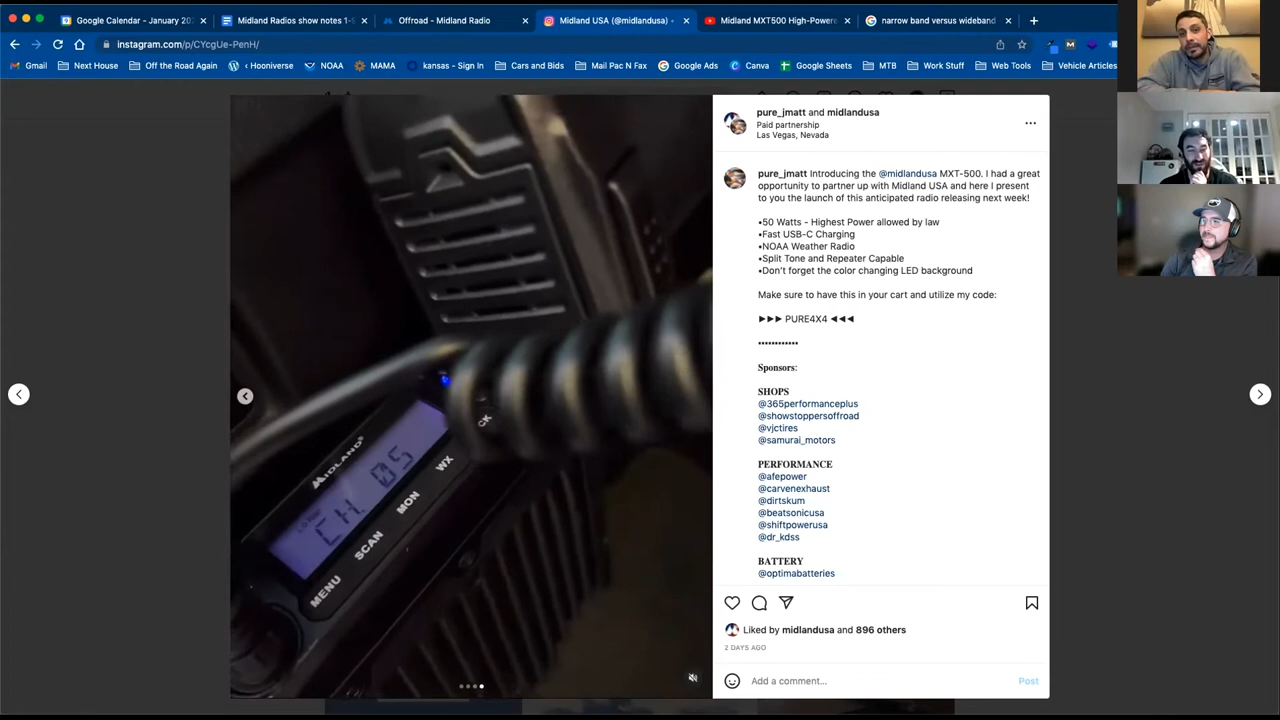 Google Calendar - January 202
Midland Radios show notes 1-5
Offroad - Midland Radio
Midland USA (@midlandusa) •
Midland MXT500 High-Powere
narrow band versus wideband
instagram.com/p/CYcgUe-PenH/
Gmail
Next House
Off the Road Again
‹ Hooniverse
NOAA
MAMA
kansas - Sign In
Cars and Bids
Mail Pac N Fax
Google Ads
Canva
Google Sheets
MTB
Work Stuff
Web Tools
Vehicle Articles
MIDLAND
CH 05
MENU
SCAN
MON
WX
pure_jmatt and midlandusa
Paid partnership
Las Vegas, Nevada
pure_jmatt Introducing the @midlandusa MXT-500. I had a great
opportunity to partner up with Midland USA and here I present
to you the launch of this anticipated radio releasing next week!
•50 Watts - Highest Power allowed by law
•Fast USB-C Charging
•NOAA Weather Radio
•Split Tone and Repeater Capable
•Don't forget the color changing LED background
Make sure to have this in your cart and utilize my code:
►►► PURE4X4 ◄◄◄
••••••••••••
Sponsors:
SHOPS
@365performanceplus
@showstoppersoffroad
@vjctires
@samurai_motors
PERFORMANCE
@afepower
@carvenexhaust
@dirtskum
@beatsonicusa
@shiftpowerusa
@dr_kdss
BATTERY
@optimabatteries
Liked by midlandusa and 896 others
2 DAYS AGO
Add a comment...
Post